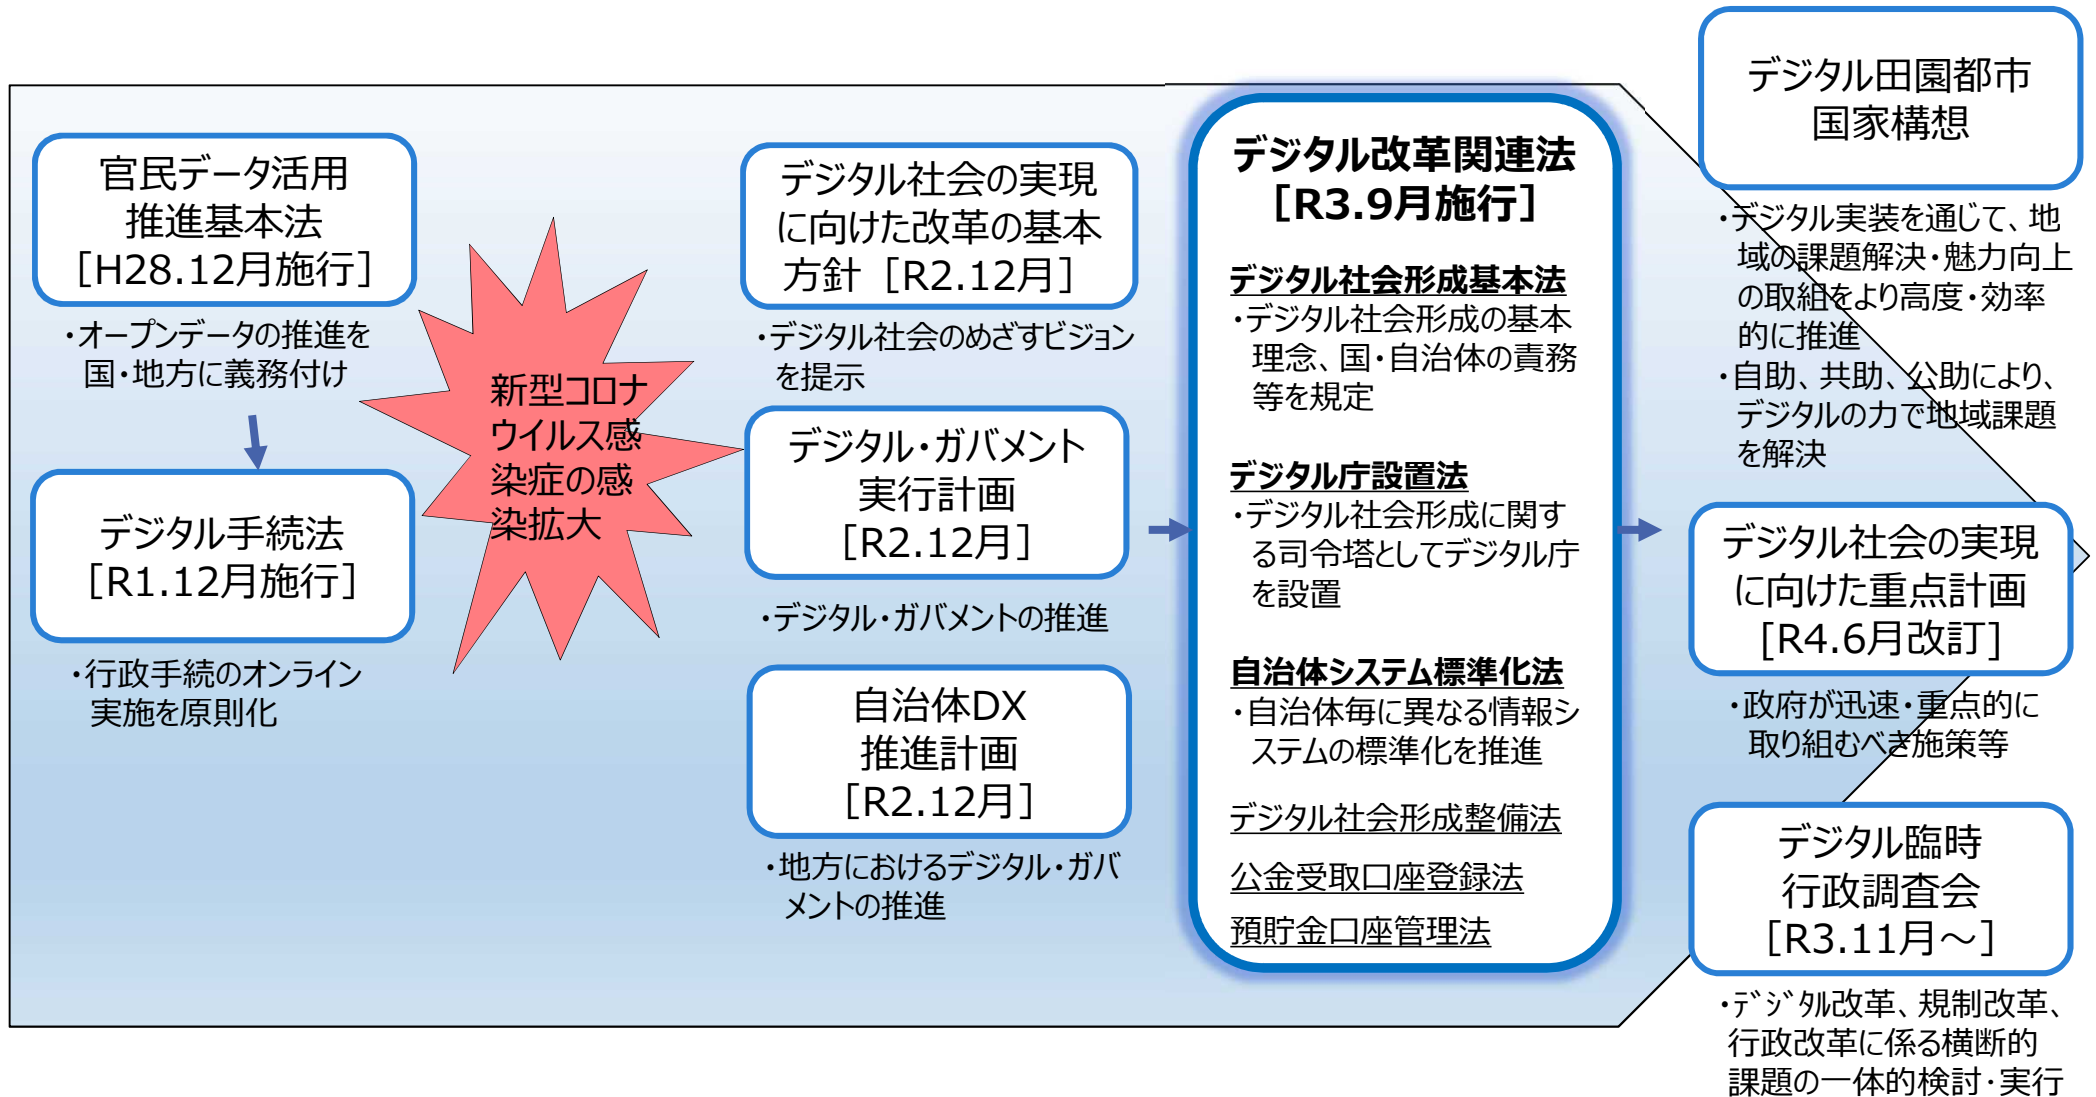 官民データ活用
推進基本法
［H28.12月施行］
・オープンデータの推進を
国・地方に義務付け
デジタル手続法
［R1.12月施行］
・行政手続のオンライン
実施を原則化
新型コロナ
ウイルス感
染症の感
染拡大
デジタル社会の実現
に向けた改革の基本
方針［R2.12月］
・デジタル社会のめざすビジョン
を提示
デジタル・ガバメント
実行計画
［R2.12月］
・デジタル・ガバメントの推進
自治体DX
推進計画
［R2.12月］
・地方におけるデジタル・ガバ
メントの推進
デジタル改革関連法
［R3.9月施行］
デジタル社会形成基本法
・デジタル社会形成の基本
理念、国・自治体の責務
等を規定
デジタル庁設置法
・デジタル社会形成に関す
る司令塔としてデジタル庁
を設置
自治体システム標準化法
・自治体毎に異なる情報シ
ステムの標準化を推進
デジタル社会形成整備法
公金受取口座登録法
預貯金口座管理法
デジタル田園都市
国家構想
・デジタル実装を通じて、地
域の課題解決・魅力向上
の取組をより高度・効率
的に推進
・自助、共助、公助により、
デジタルの力で地域課題
を解決
デジタル社会の実現
に向けた重点計画
[R4.6月改訂]
・政府が迅速・重点的に
取り組むべき施策等
デジタル臨時
行政調査会
［R3.11月～］
・ﾃﾞｼﾞﾀﾙ改革、規制改革、
行政改革に係る横断的
課題の一体的検討・実行